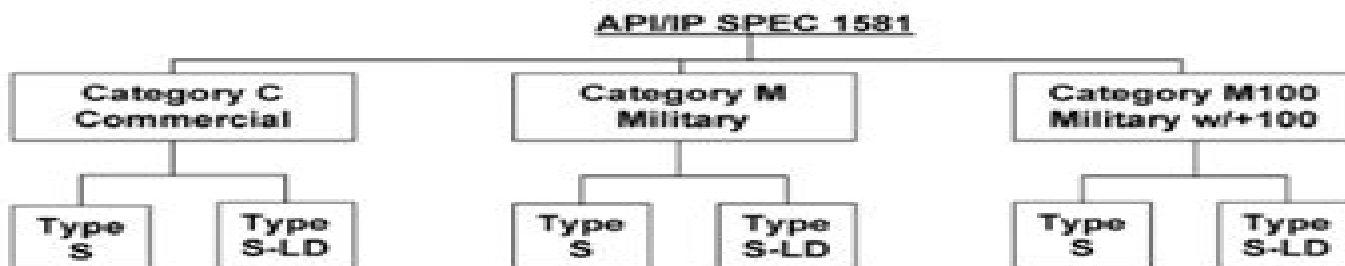 API/IP SPEC 1581
Category C
Commercial
Category M
Military
Category M100
Military w/+100
Type
S
Type
S-LD
Type
S
Type
S-LD
Type
S
Type
S-LD